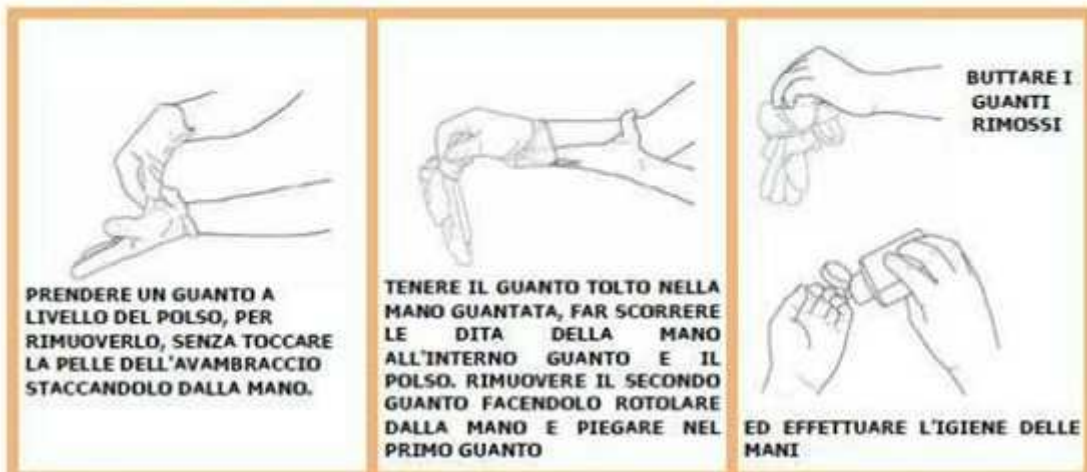 PRENDERE UN GUANTO A
LIVELLO DEL POLSO, PER
RIMUOVERLO, SENZA TOCCARE
LA PELLE DELL'AVAMBRACCIO
STACCANDOLO DALLA MANO.
TENERE IL GUANTO TOLTO NELLA
MANO GUANTATA, FAR SCORRERE
LE DITA DELLA MANO
ALL'INTERNO GUANTO E IL
POLSO. RIMUOVERE IL SECONDO
GUANTO FACENDOLO ROTOLARE
DALLA MANO E PIEGARE NEL
PRIMO GUANTO
BUTTARE I
GUANTI
RIMOSSI
ED EFFETTUARE L'IGIENE DELLE
MANI